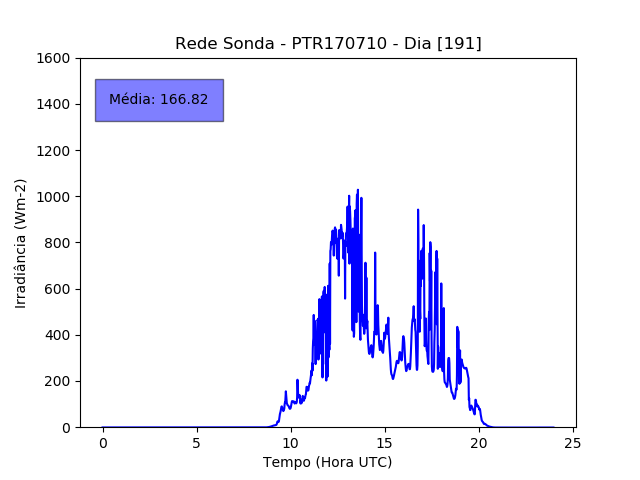 Rede Sonda - PTR170710 - Dia [191]
Irradiância (Wm-2)
1600
1400
1200
1000
800
600
400
200
0
Média: 166.82
0 5 10 15 20 25
Tempo (Hora UTC)